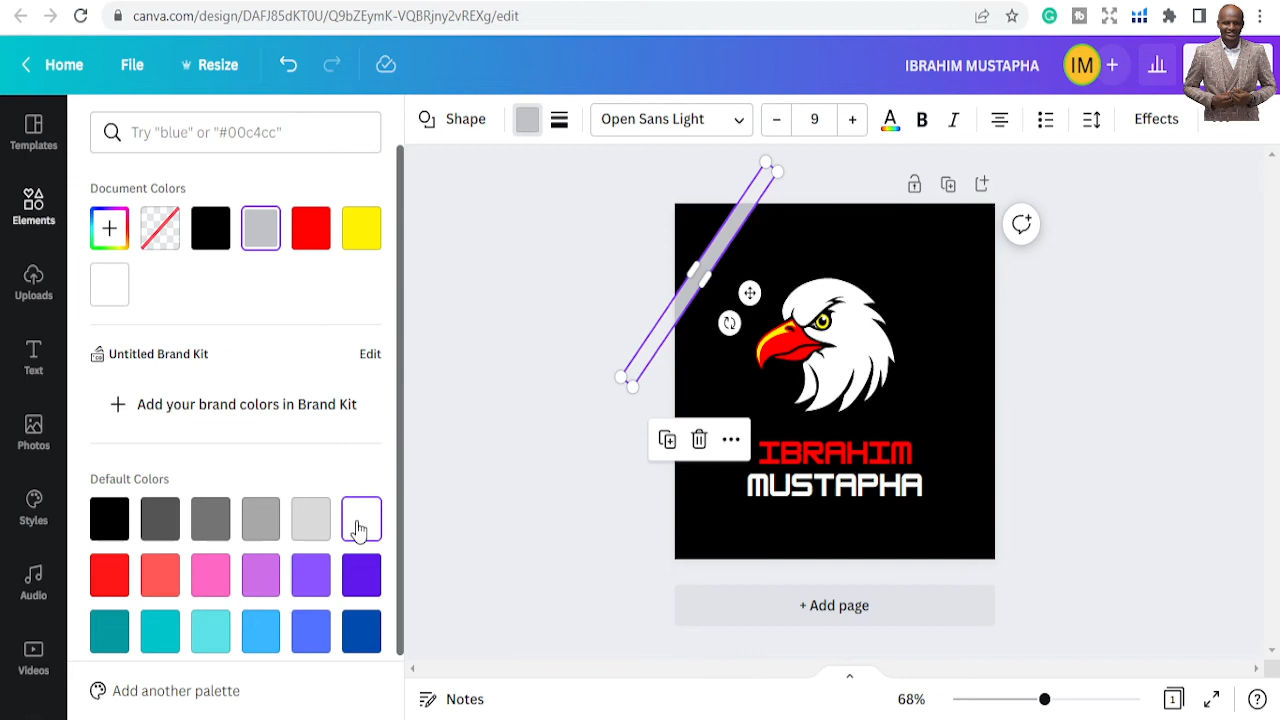 canva.com/design/DAFJ85dKT0U/Q9bZEymK-VQBRjny2vREXg/edit
Home
File
Resize
IBRAHIM MUSTAPHA
IM
Templates
Elements
Uploads
Text
Photos
Styles
Audio
Videos
Try "blue" or "#00c4cc"
Document Colors
Untitled Brand Kit
Edit
Add your brand colors in Brand Kit
Default Colors
Add another palette
Shape
Open Sans Light
9
A
B
I
Effects
IBRAHIM
MUSTAPHA
+ Add page
Notes
68%
1